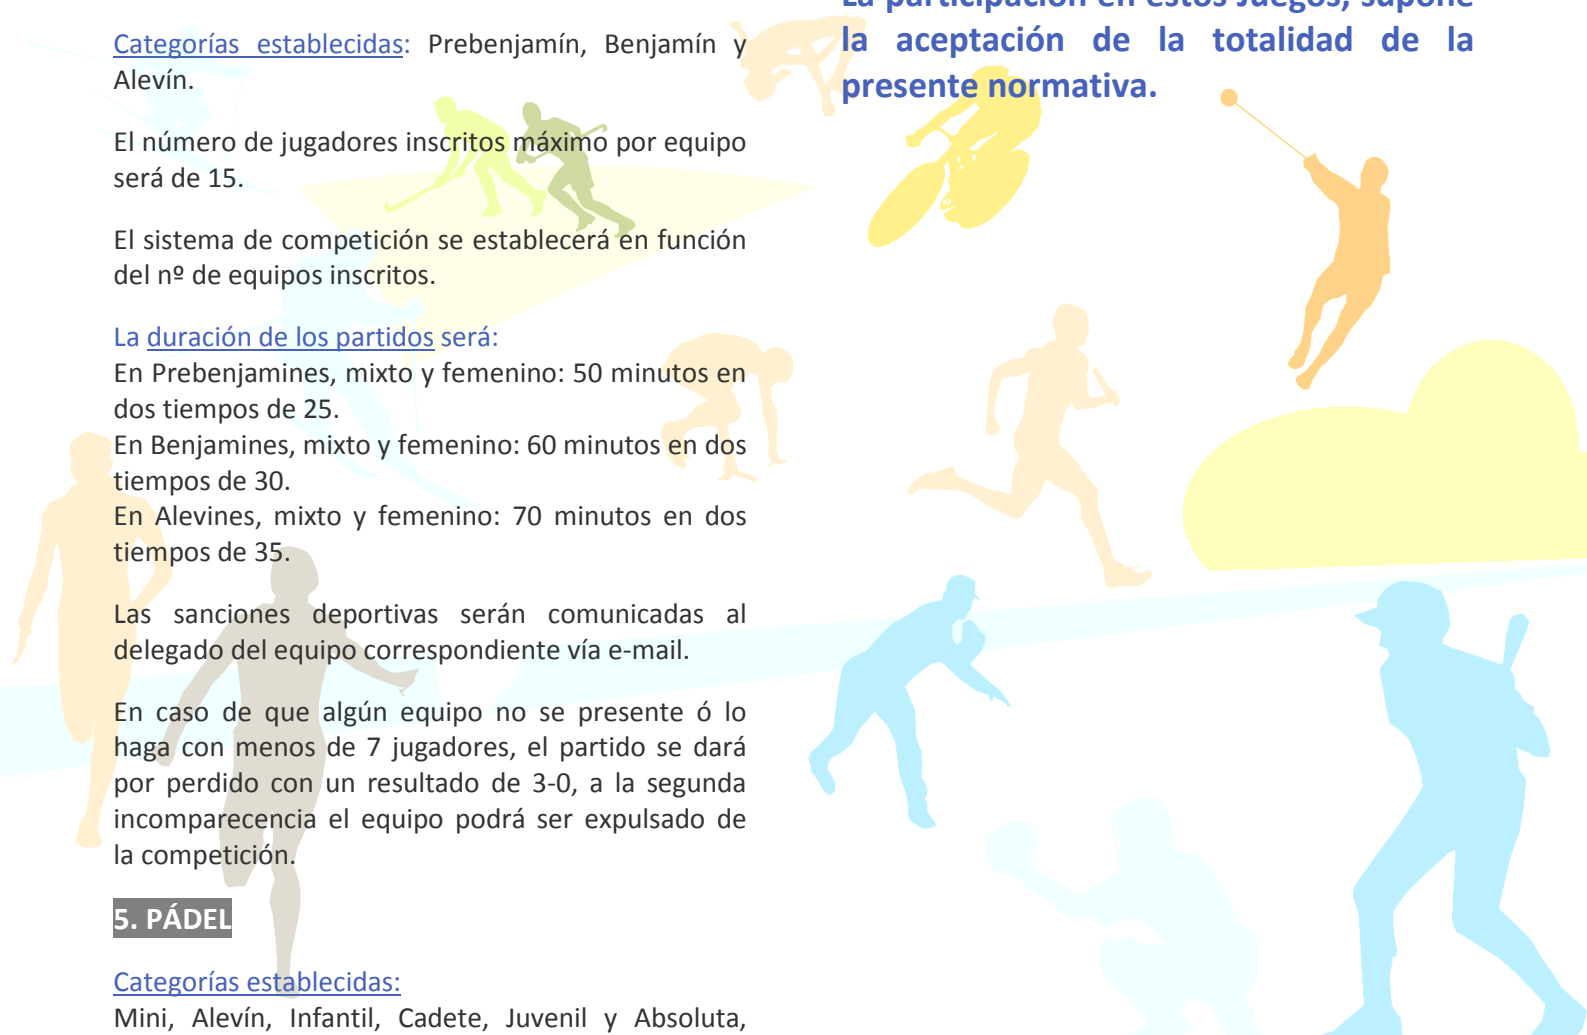 Categorías establecidas: Prebenjamín, Benjamín y
Alevín.
El número de jugadores inscritos máximo por equipo
será de 15.
El sistema de competición se establecerá en función
del nº de equipos inscritos.
La duración de los partidos será:
En Prebenjamines, mixto y femenino: 50 minutos en
dos tiempos de 25.
En Benjamines, mixto y femenino: 60 minutos en dos
tiempos de 30.
En Alevines, mixto y femenino: 70 minutos en dos
tiempos de 35.
Las sanciones deportivas serán comunicadas al
delegado del equipo correspondiente vía e-mail.
En caso de que algún equipo no se presente ó lo
haga con menos de 7 jugadores, el partido se dará
por perdido con un resultado de 3-0, a la segunda
incomparecencia el equipo podrá ser expulsado de
la competición.
5. PÁDEL
Categorías establecidas:
Mini, Alevín, Infantil, Cadete, Juvenil y Absoluta,
La participación en estos Juegos, supone
la aceptación de la totalidad de la
presente normativa.